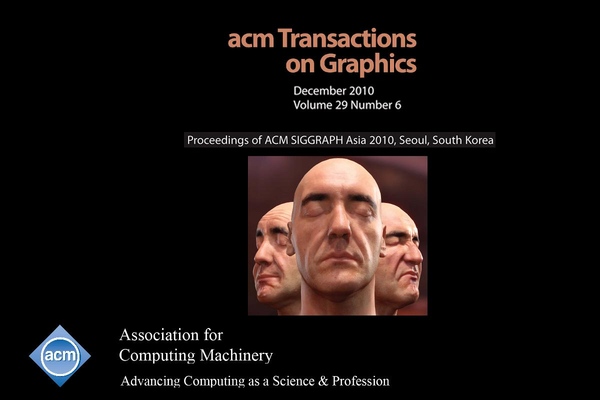 acm Transactions
on Graphics
December 2010
Volume 29 Number 6
Proceedings of ACM SIGGRAPH Asia 2010, Seoul, South Korea
acm
Association for
Computing Machinery
Advancing Computing as a Science & Profession